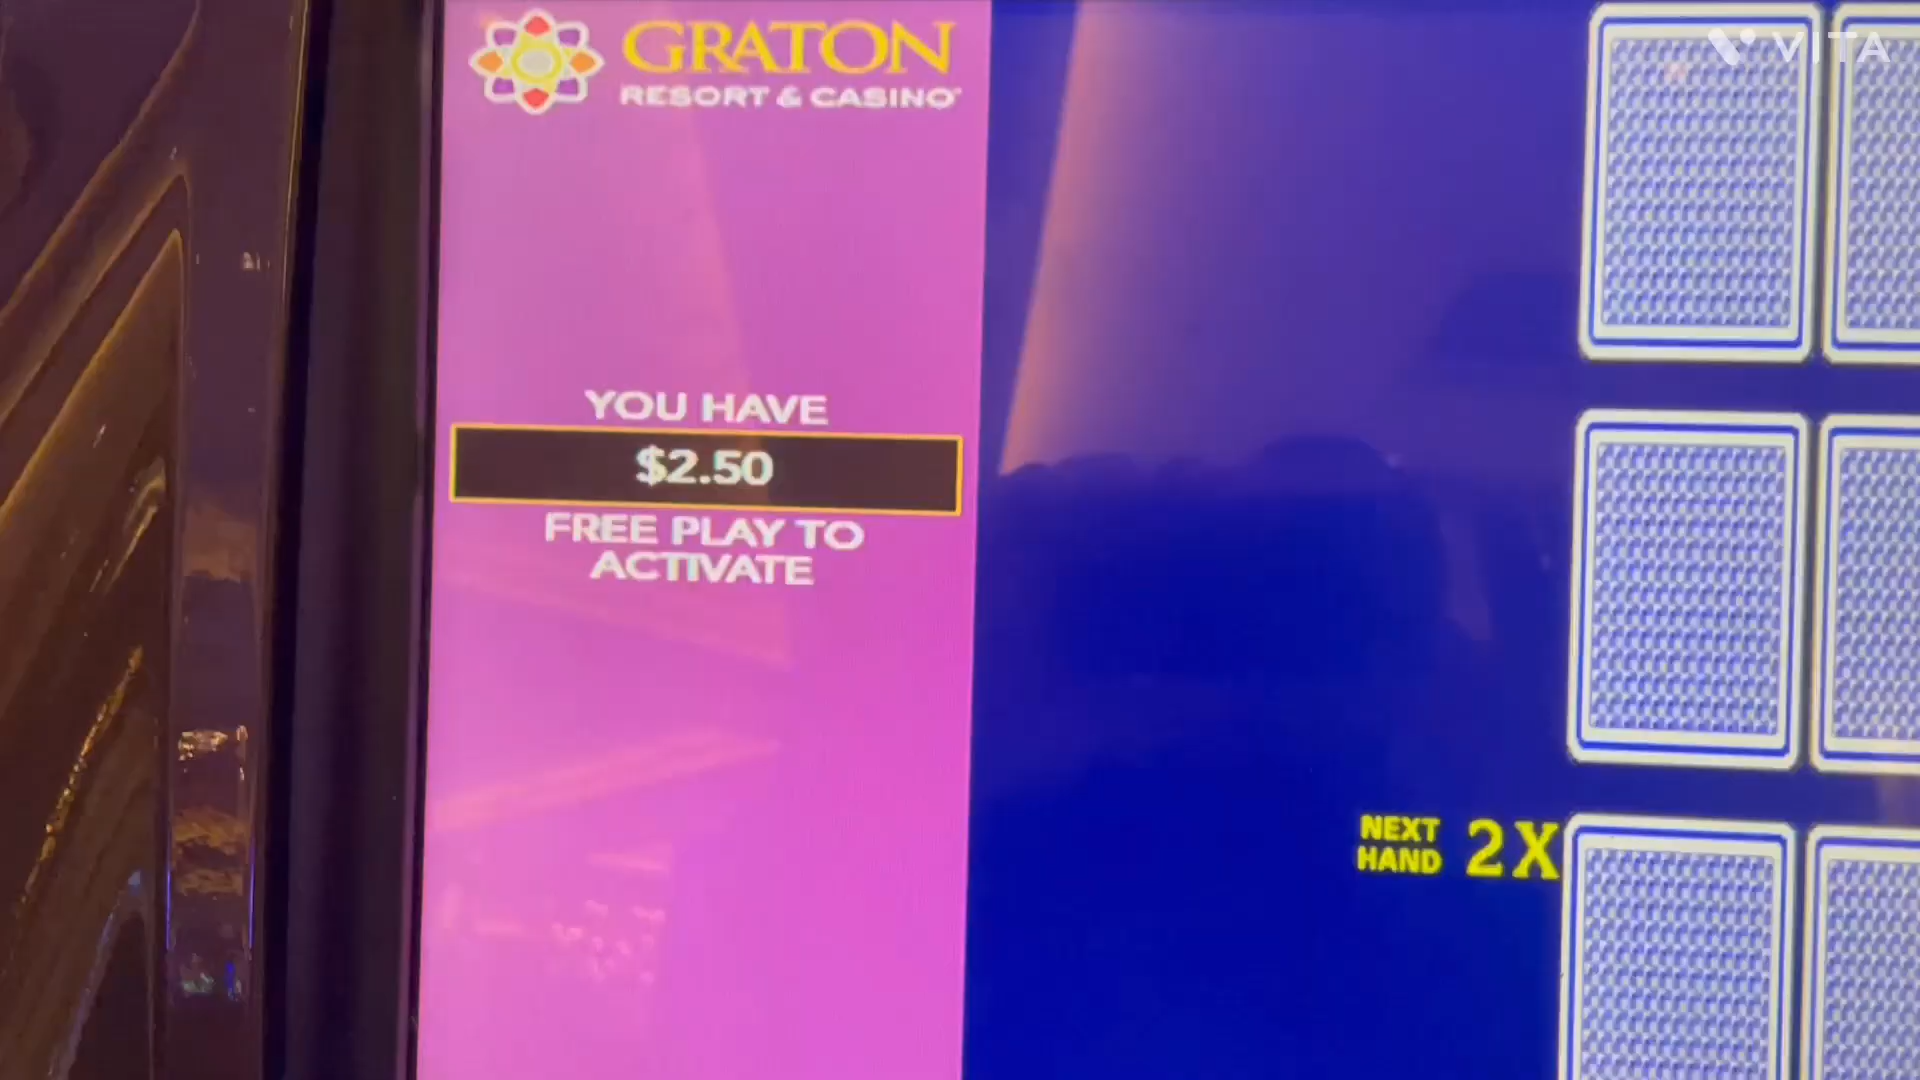 GRATON
RESORT & CASINO
VITA
YOU HAVE
$2.50
FREE PLAY TO
ACTIVATE
NEXT
HAND
2X